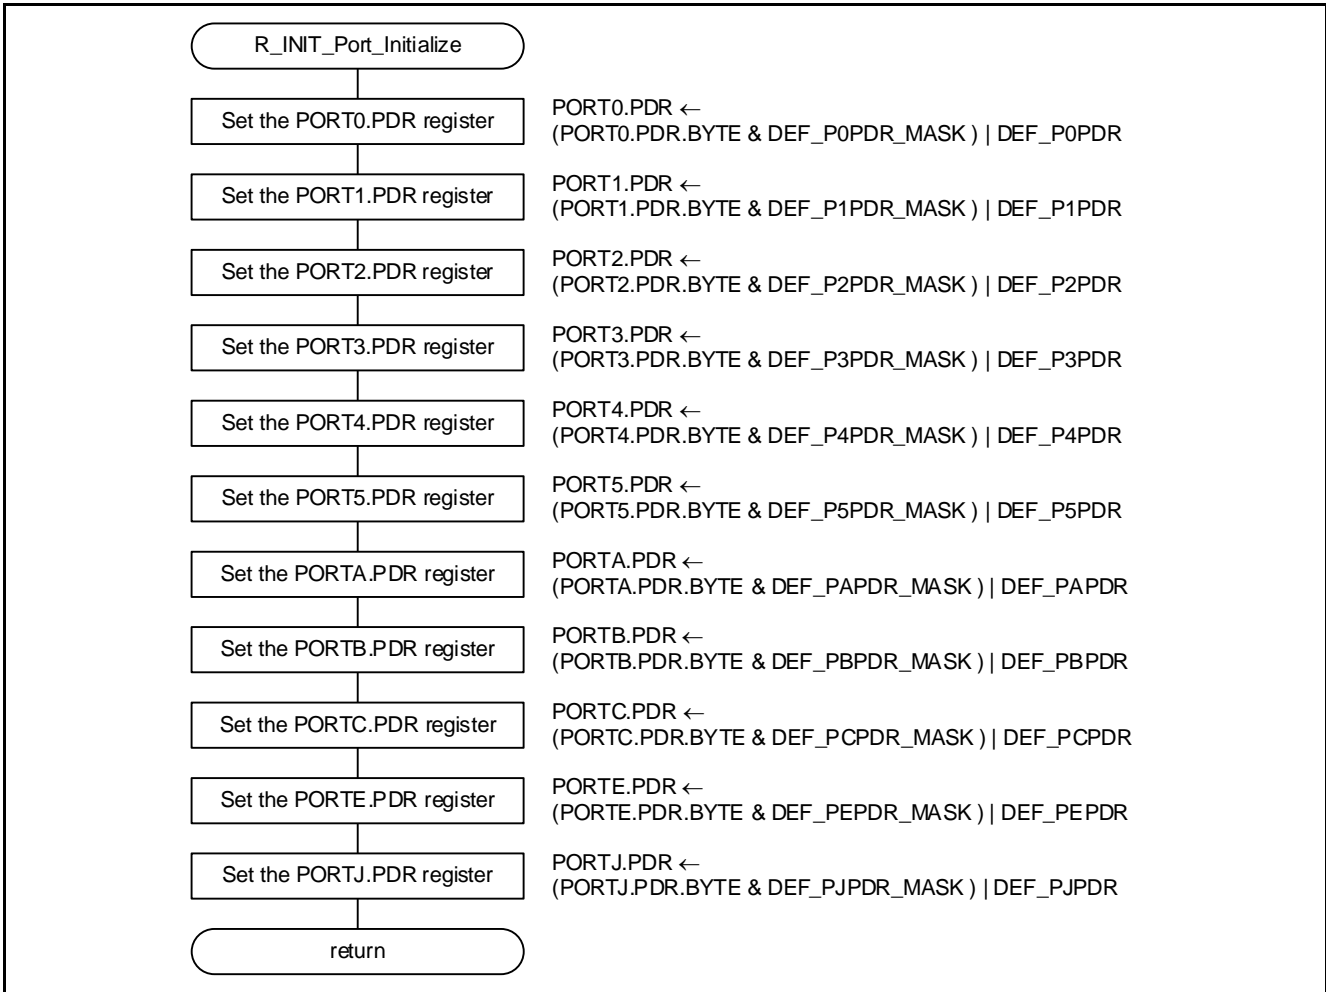 R_INIT_Port_Initialize
Set the PORT0.PDR register
PORT0.PDR ←
(PORT0.PDR.BYTE & DEF_P0PDR_MASK ) | DEF_P0PDR
Set the PORT1.PDR register
PORT1.PDR ←
(PORT1.PDR.BYTE & DEF_P1PDR_MASK ) | DEF_P1PDR
Set the PORT2.PDR register
PORT2.PDR ←
(PORT2.PDR.BYTE & DEF_P2PDR_MASK ) | DEF_P2PDR
Set the PORT3.PDR register
PORT3.PDR ←
(PORT3.PDR.BYTE & DEF_P3PDR_MASK ) | DEF_P3PDR
Set the PORT4.PDR register
PORT4.PDR ←
(PORT4.PDR.BYTE & DEF_P4PDR_MASK ) | DEF_P4PDR
Set the PORT5.PDR register
PORT5.PDR ←
(PORT5.PDR.BYTE & DEF_P5PDR_MASK ) | DEF_P5PDR
Set the PORTA.PDR register
PORTA.PDR ←
(PORTA.PDR.BYTE & DEF_PAPDR_MASK ) | DEF_PAPDR
Set the PORTB.PDR register
PORTB.PDR ←
(PORTB.PDR.BYTE & DEF_PBPDR_MASK ) | DEF_PBPDR
Set the PORTC.PDR register
PORTC.PDR ←
(PORTC.PDR.BYTE & DEF_PCPDR_MASK ) | DEF_PCPDR
Set the PORTE.PDR register
PORTE.PDR ←
(PORTE.PDR.BYTE & DEF_PEPDR_MASK ) | DEF_PEPDR
Set the PORTJ.PDR register
PORTJ.PDR ←
(PORTJ.PDR.BYTE & DEF_PJPDR_MASK ) | DEF_PJPDR
return